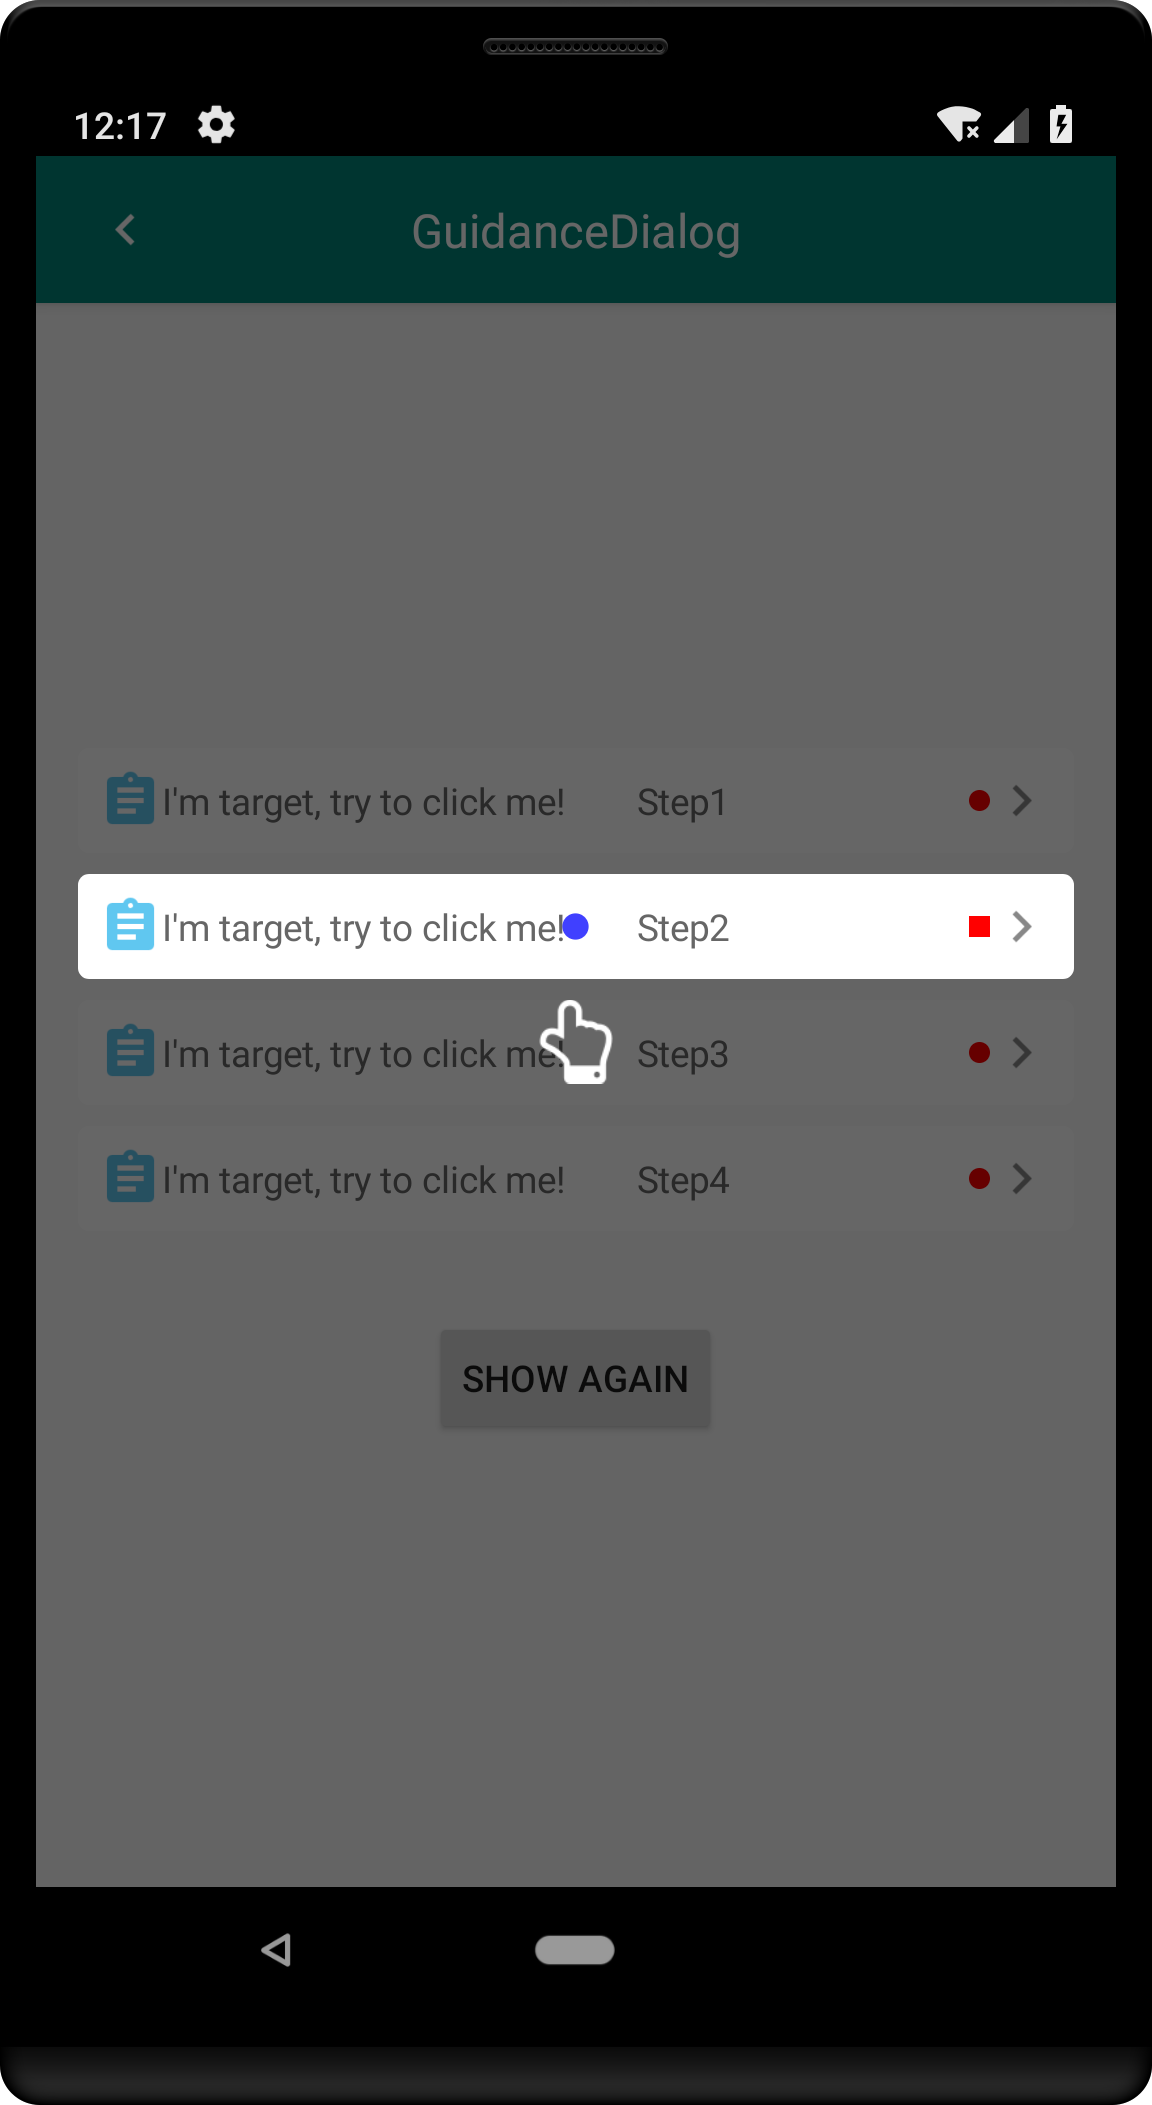 12:17
GuidanceDialog
I'm target, try to click me! Step1
I'm target, try to click me! Step2
I'm target, try to click me! Step3
I'm target, try to click me! Step4
SHOW AGAIN